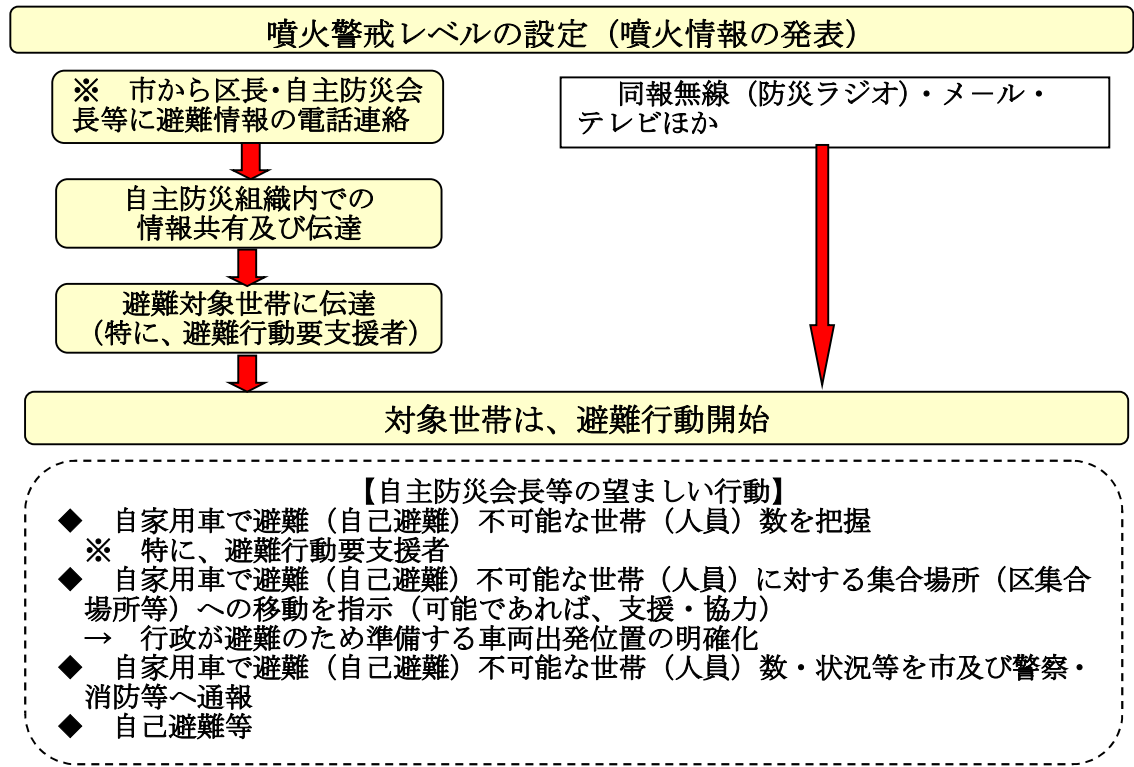 噴火警戒レベルの設定（噴火情報の発表）
※　市から区長・自主防災会
長等に避難情報の電話連絡
自主防災組織内での
情報共有及び伝達
避難対象世帯に伝達
（特に、避難行動要支援者）
同報無線（防災ラジオ）・メール・
テレビほか
対象世帯は、避難行動開始
【自主防災会長等の望ましい行動】
◆　自家用車で避難（自己避難）不可能な世帯（人員）数を把握
※　特に、避難行動要支援者
◆　自家用車で避難（自己避難）不可能な世帯（人員）に対する集合場所（区集合
場所等）への移動を指示（可能であれば、支援・協力）
→　行政が避難のため準備する車両出発位置の明確化
◆　自家用車で避難（自己避難）不可能な世帯（人員）数・状況等を市及び警察・
消防等へ通報
◆　自己避難等